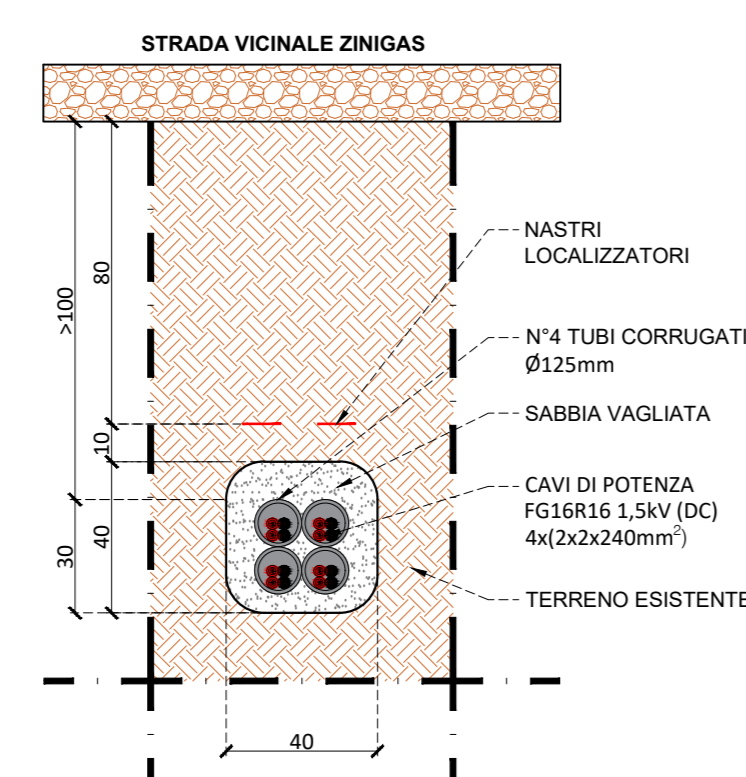 STRADA VICINALE ZINIGAS
NASTRI
LOCALIZZATORI
N°4 TUBI CORRUGATI
Ø125mm
SABBIA VAGLIATA
CAVI DI POTENZA
FG16R16 1,5kV (DC)
4x(2x2x240mm²)
TERRENO ESISTENTE
>100
80
10
40
30
40